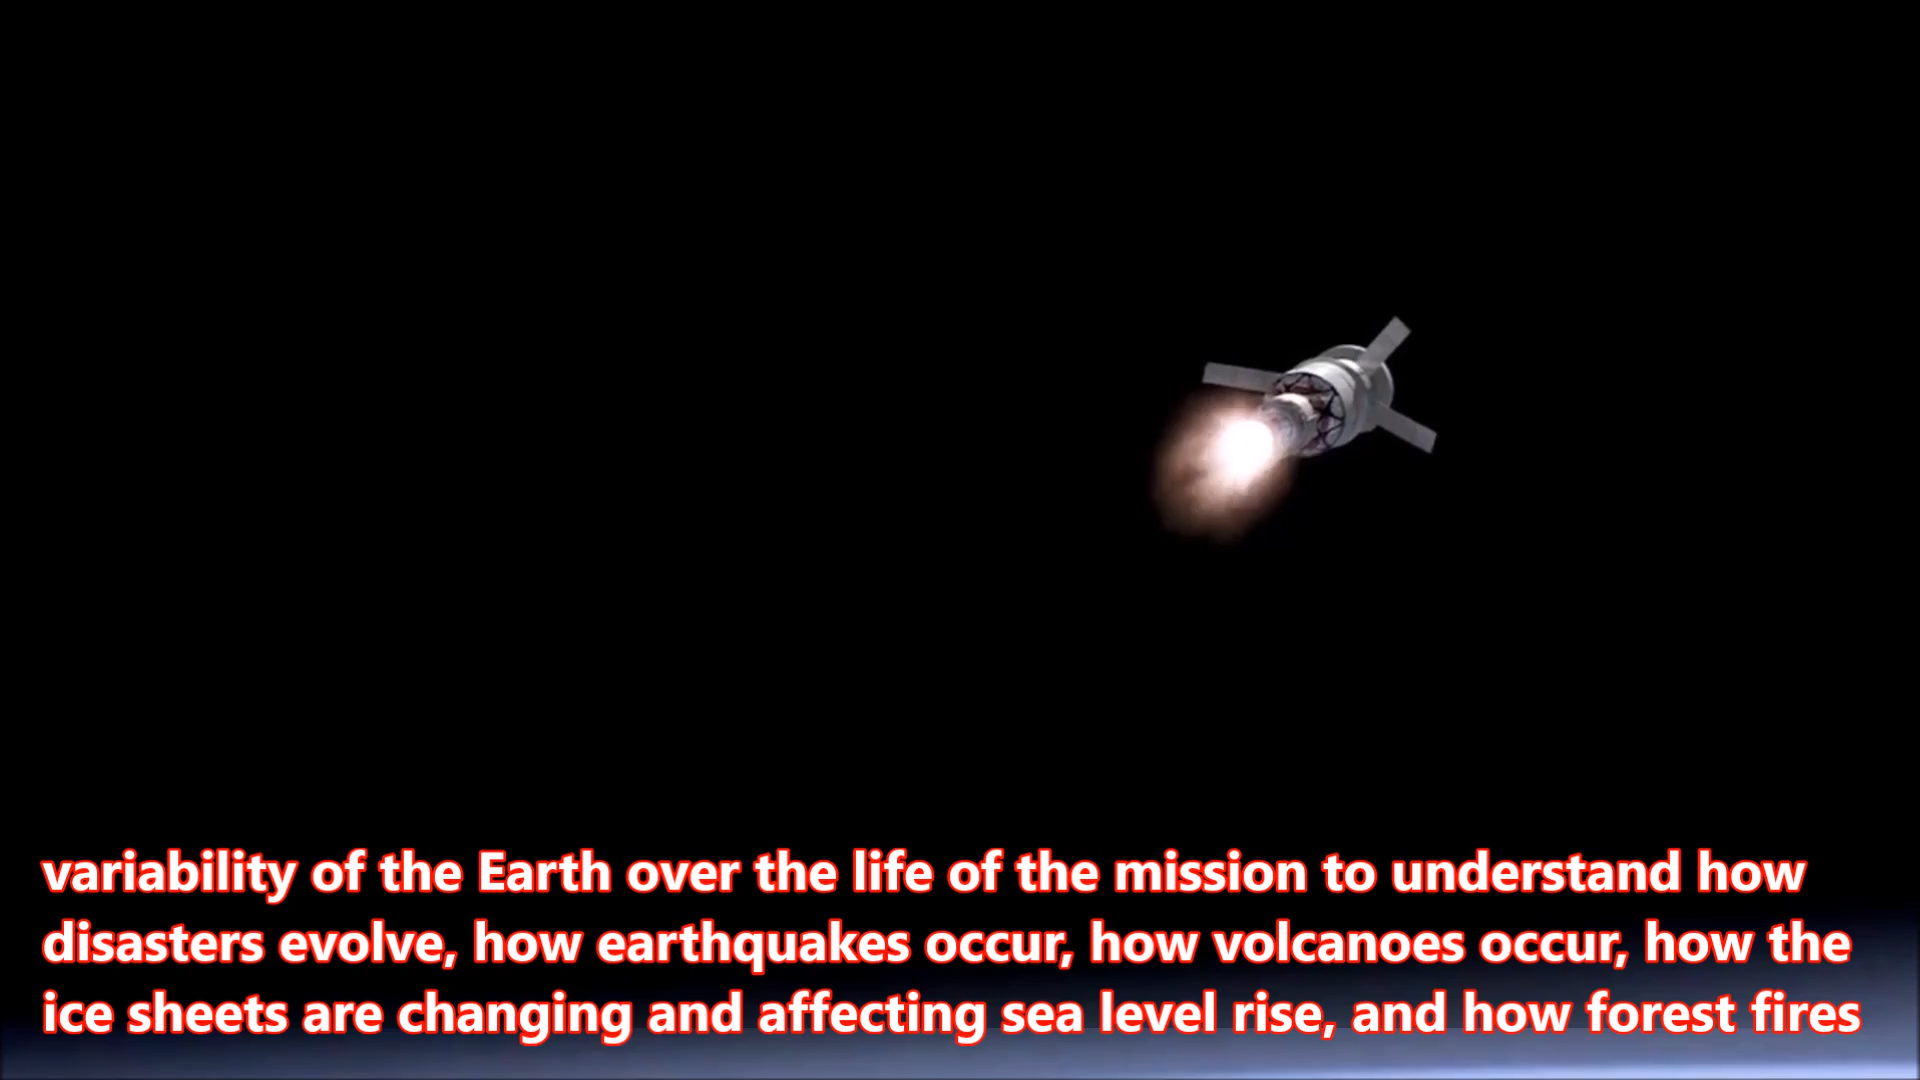 variability of the Earth over the life of the mission to understand how
disasters evolve, how earthquakes occur, how volcanoes occur, how the
ice sheets are changing and affecting sea level rise, and how forest fires